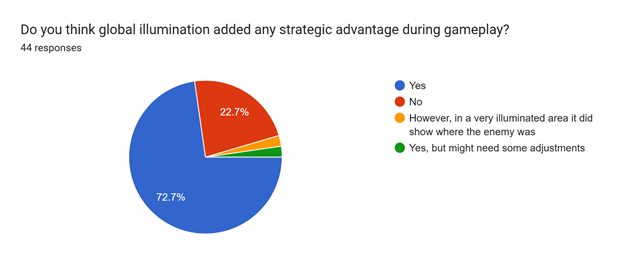 Do you think global illumination added any strategic advantage during gameplay?
44 responses
Yes
No
However, in a very illuminated area it did
show where the enemy was
Yes, but might need some adjustments
22.7%
72.7%